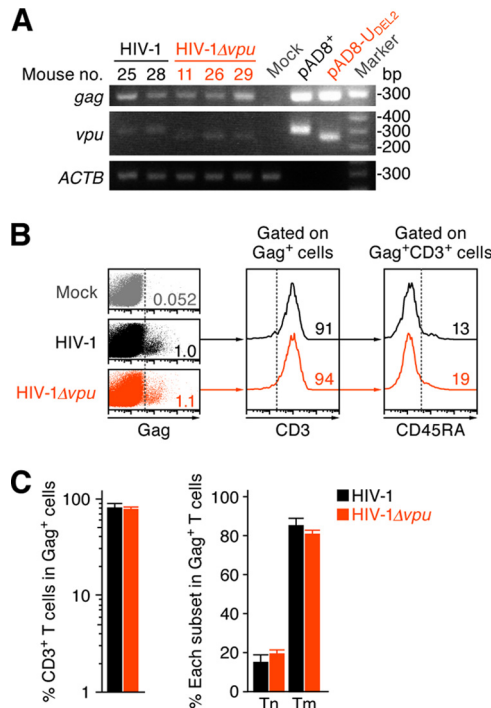 A
HIV-1 HIV-1Δvpu Mock pAD8+ pAD8-UDEL2 Marker
Mouse no. 25 28 11 26 29 bp
gag -300
vpu -400
-300
-200
ACTB -300
B
Gated on Gag+ cells
Gated on Gag+CD3+ cells
Mock 0.052
HIV-1 1.0 91 13
HIV-1Δvpu 1.1 94 19
Gag CD3 CD45RA
C
% CD3+ T cells in Gag+ cells
100
10
1
% Each subset in Gag+ T cells
100
80
60
40
20
0
Tn Tm
HIV-1
HIV-1Δvpu